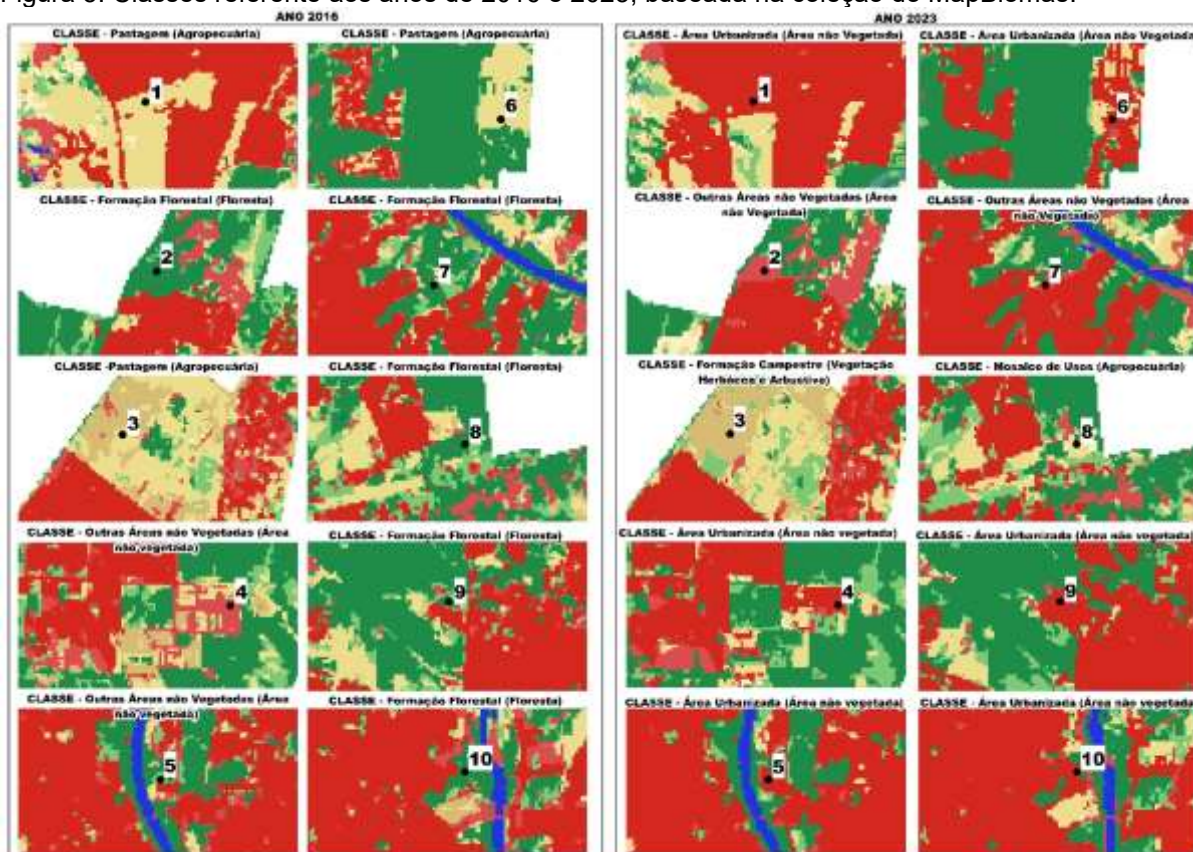 Figura 6. Classes referente aos anos de 2016 e 2023, baseada na coleção do MapBiomas.
ANO 2016
CLASSE - Pastagem (Agropecuária)
1
CLASSE - Pastagem (Agropecuária)
6
CLASSE - Formação Florestal (Floresta)
2
CLASSE - Formação Florestal (Floresta)
7
CLASSE -Pastagem (Agropecuária)
3
CLASSE - Formação Florestal (Floresta)
8
CLASSE - Outras Áreas não Vegetadas (Área
não vegetada)
4
CLASSE - Formação Florestal (Floresta)
9
CLASSE - Outras Áreas não Vegetadas (Área
não vegetada)
5
CLASSE - Formação Florestal (Floresta)
10
ANO 2023
CLASSE - Área Urbanizada (Área não Vegetada)
1
CLASSE - Área Urbanizada (Área não Vegetada
6
CLASSE - Outras Áreas não Vegetadas (Área
não Vegetada)
2
CLASSE - Outras Áreas não Vegetadas (Área
não Vegetada)
7
CLASSE - Formação Campestre (Vegetação
Herbácea e Arbustiva)
3
CLASSE - Mosaico de Usos (Agropecuária)
8
CLASSE - Área Urbanizada (Área não vegetada)
4
CLASSE - Área Urbanizada (Área não vegetada
9
CLASSE - Área Urbanizada (Área não vegetada)
5
CLASSE - Área Urbanizada (Área não vegetada
10